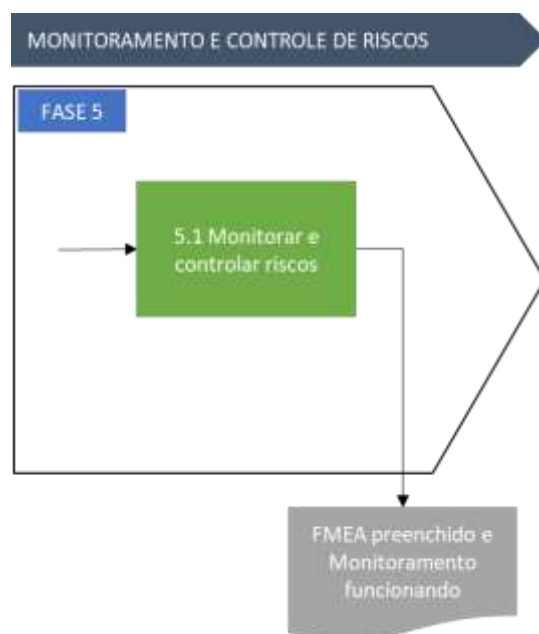 MONITORAMENTO E CONTROLE DE RISCOS
FASE 5
5.1 Monitorar e
controlar riscos
FMEA preenchido e
Monitoramento
funcionando